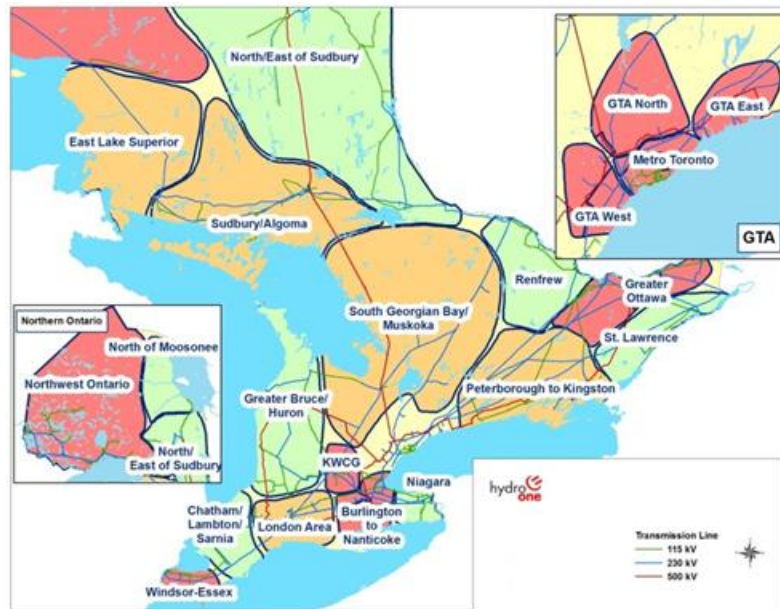 North/East of Sudbury
East Lake Superior
Sudbury/Algoma
GTA North
GTA East
Metro Toronto
GTA West
GTA
Renfrew
Greater
Ottawa
South Georgian Bay/
Muskoka
St. Lawrence
Northern Ontario
North of Moosonee
Northwest Ontario
North/
East of Sudbury
Peterborough to Kingston
Greater Bruce/
Huron
KWCG
Niagara
Chatham/
Lambton/
Sarnia
London Area
Burlington
to
Nanticoke
Windsor-Essex
hydro
one
Transmission Line
115 kV
230 kV
500 kV